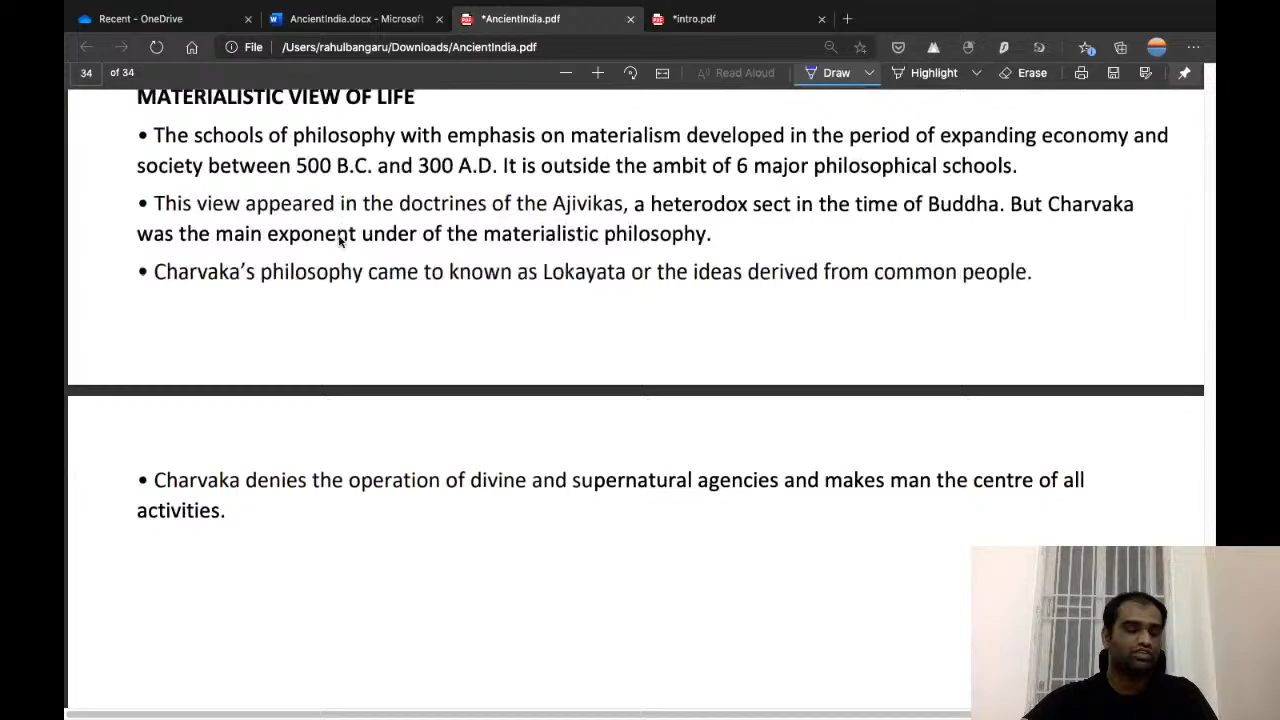 Recent - OneDrive
AncientIndia.docx - Microsoft
*AncientIndia.pdf
*intro.pdf
File /Users/rahulbangaru/Downloads/AncientIndia.pdf
34 of 34
Read Aloud
Draw
Highlight
Erase
MATERIALISTIC VIEW OF LIFE
• The schools of philosophy with emphasis on materialism developed in the period of expanding economy and
society between 500 B.C. and 300 A.D. It is outside the ambit of 6 major philosophical schools.
• This view appeared in the doctrines of the Ajivikas, a heterodox sect in the time of Buddha. But Charvaka
was the main exponent under of the materialistic philosophy.
• Charvaka’s philosophy came to known as Lokayata or the ideas derived from common people.
• Charvaka denies the operation of divine and supernatural agencies and makes man the centre of all
activities.